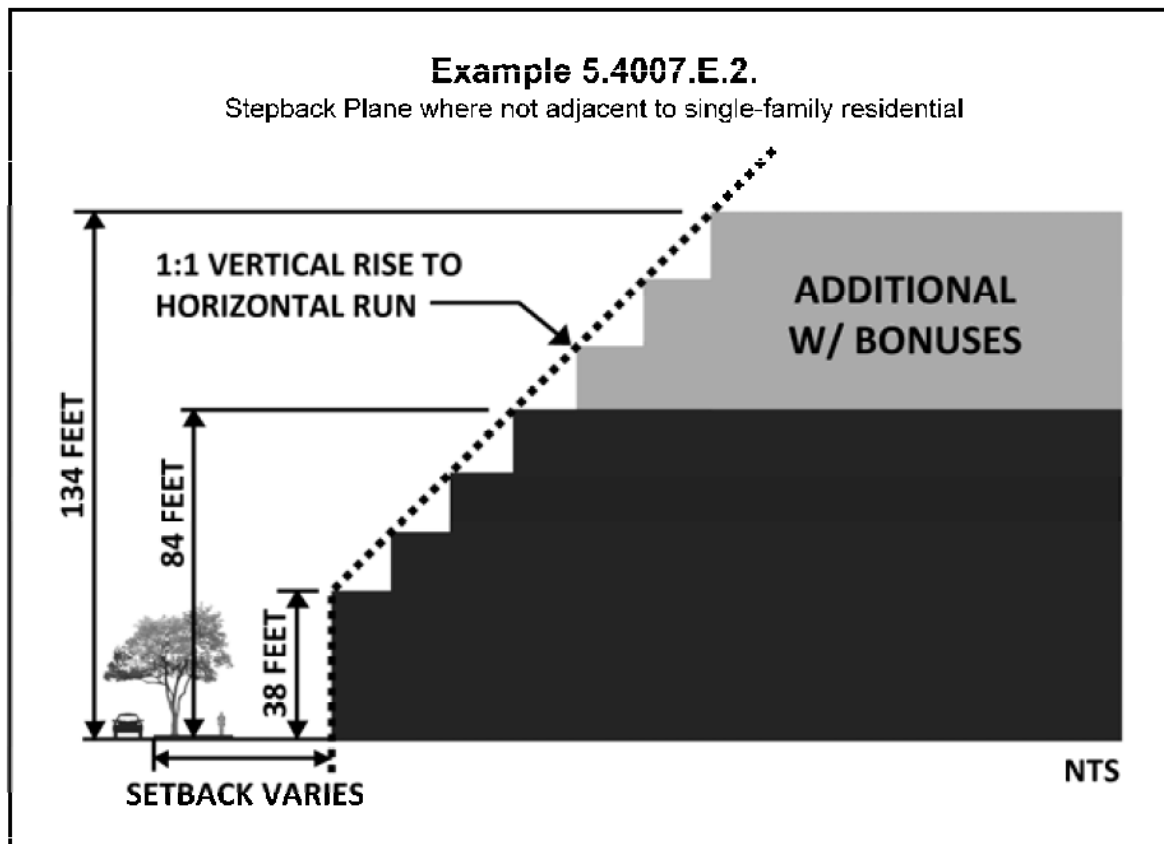 Example 5.4007.E.2.
Stepback Plane where not adjacent to single-family residential
1:1 VERTICAL RISE TO
HORIZONTAL RUN
ADDITIONAL
W/ BONUSES
134 FEET
84 FEET
38 FEET
SETBACK VARIES
NTS